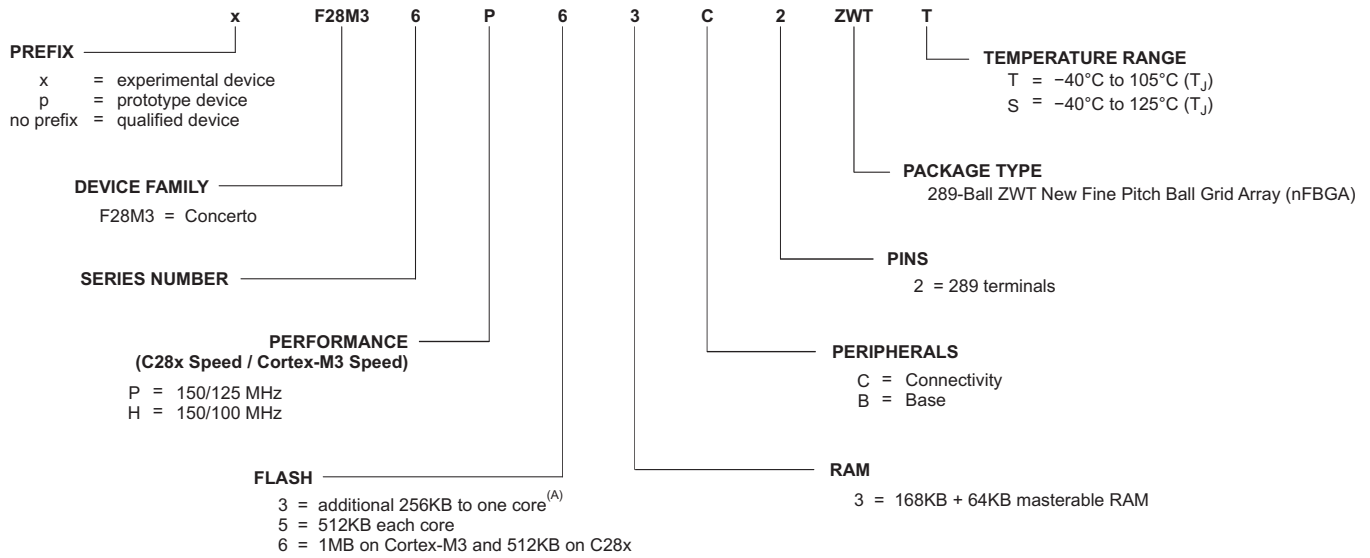 x F28M3 6 P 6 3 C 2 ZWT T
PREFIX
x = experimental device
p = prototype device
no prefix = qualified device
TEMPERATURE RANGE
T = −40°C to 105°C (TJ)
S = −40°C to 125°C (TJ)
DEVICE FAMILY
F28M3 = Concerto
PACKAGE TYPE
289-Ball ZWT New Fine Pitch Ball Grid Array (nFBGA)
SERIES NUMBER
PINS
2 = 289 terminals
PERFORMANCE
(C28x Speed / Cortex-M3 Speed)
P = 150/125 MHz
H = 150/100 MHz
PERIPHERALS
C = Connectivity
B = Base
FLASH
3 = additional 256KB to one core(A)
5 = 512KB each core
6 = 1MB on Cortex-M3 and 512KB on C28x
RAM
3 = 168KB + 64KB masterable RAM